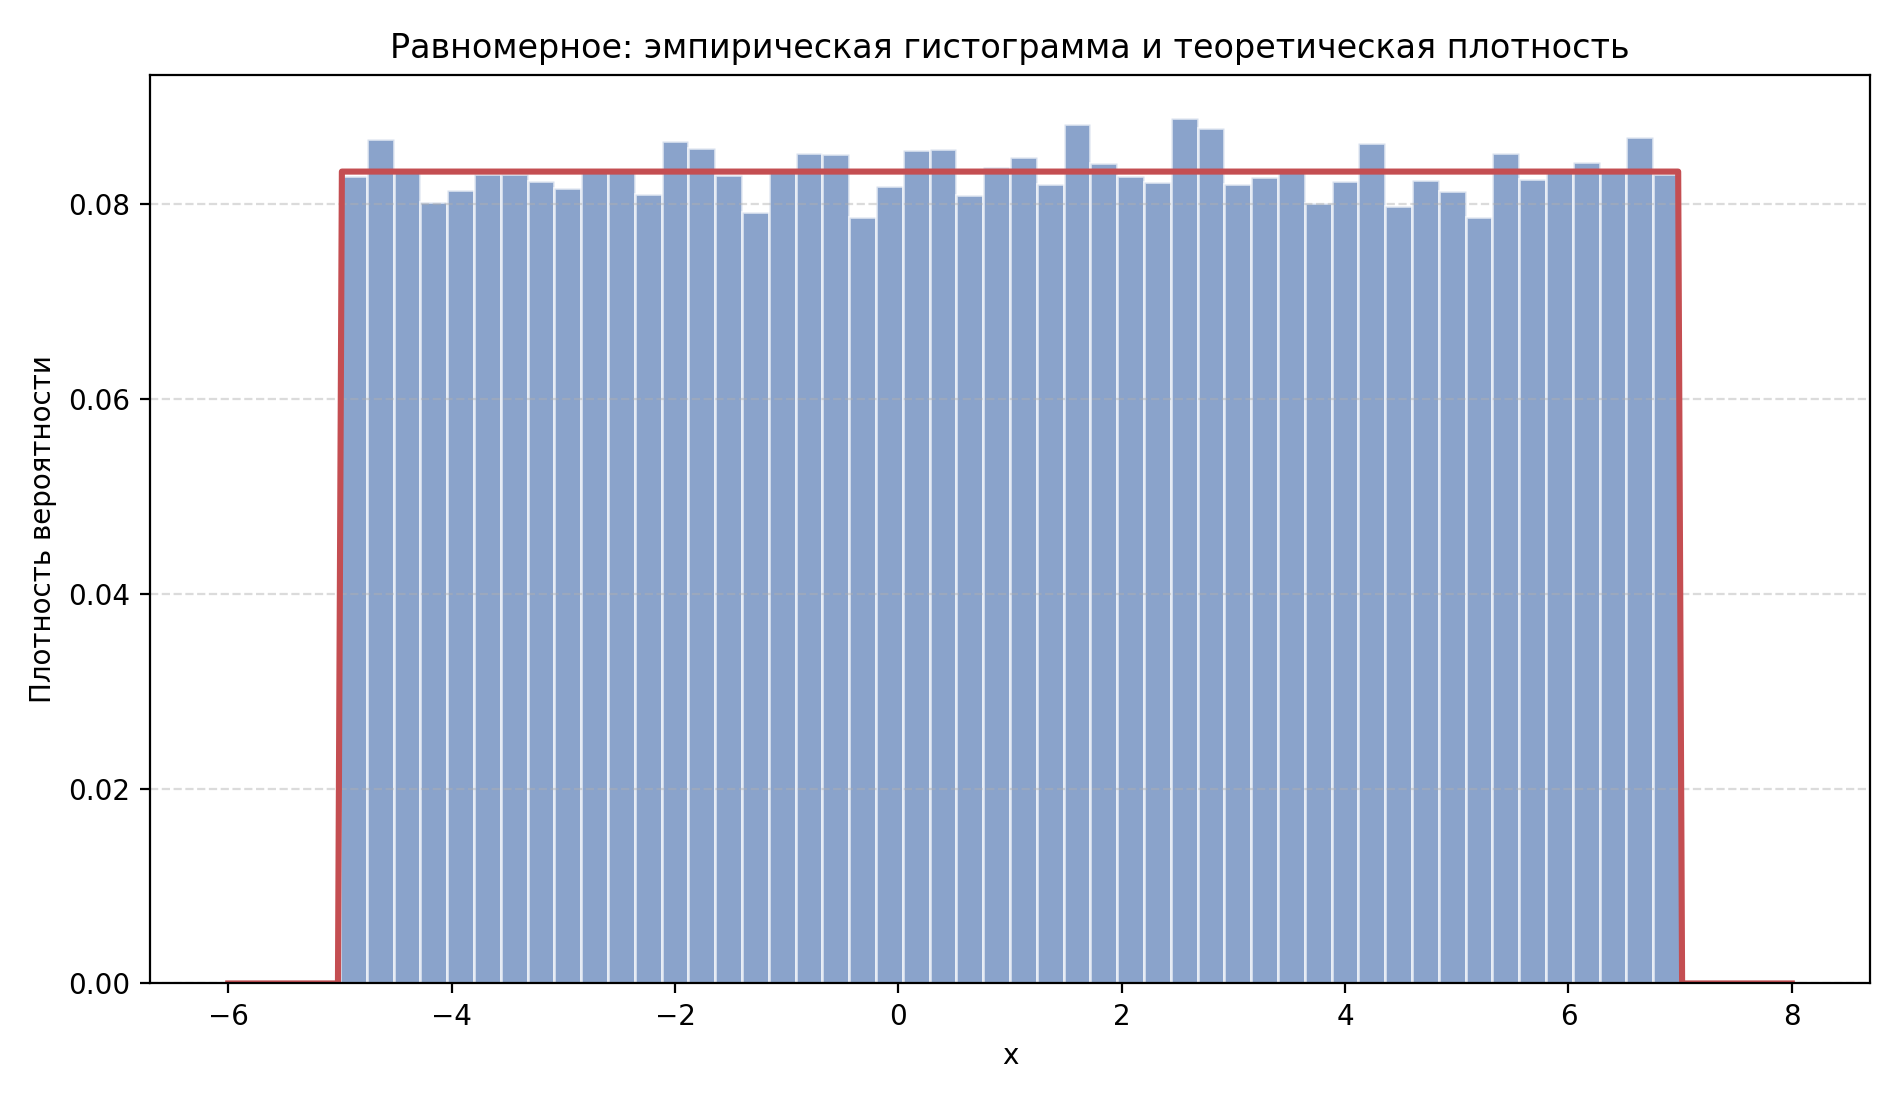 Равномерное: эмпирическая гистограмма и теоретическая плотность
Плотность вероятности
0.08
0.06
0.04
0.02
0.00
−6 −4 −2 0 2 4 6 8
x